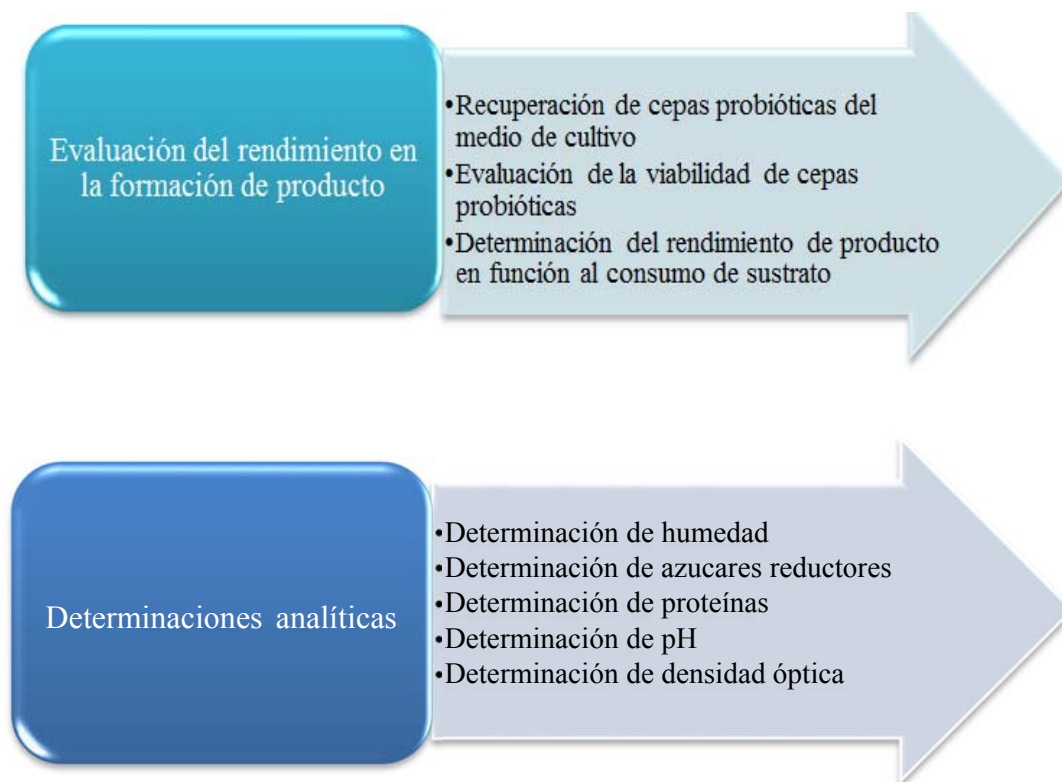 Evaluación del rendimiento en
la formación de producto
•Recuperación de cepas probióticas del
medio de cultivo
•Evaluación de la viabilidad de cepas
probióticas
•Determinación del rendimiento de producto
en función al consumo de sustrato
Determinaciones analíticas
•Determinación de humedad
•Determinación de azucares reductores
•Determinación de proteínas
•Determinación de pH
•Determinación de densidad óptica